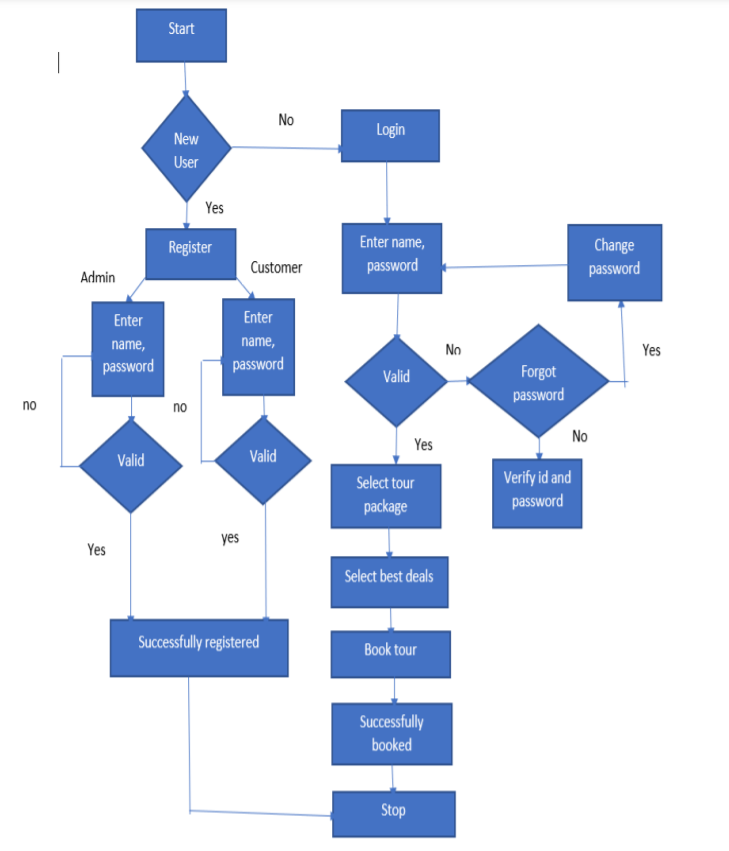 Start
New
User
No
Login
Yes
Register
Admin
Customer
Enter
name,
password
Enter
name,
password
no
no
Valid
Valid
Yes
yes
Successfully registered
Enter name,
password
Change
password
Valid
No
Forgot
password
Yes
No
Verify id and
password
Yes
Select tour
package
Select best deals
Book tour
Successfully
booked
Stop